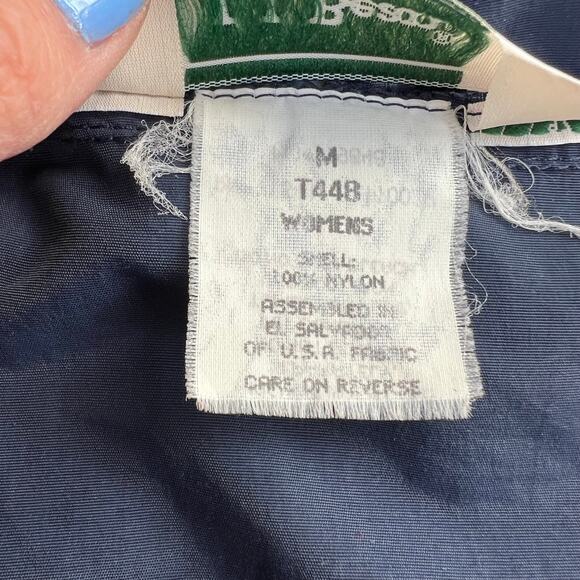 M
T448
WOMENS
SHELL:
100% NYLON
ASSEMBLED IN
EL SALVADOR
OF U.S.A. FABRIC
CARE ON REVERSE